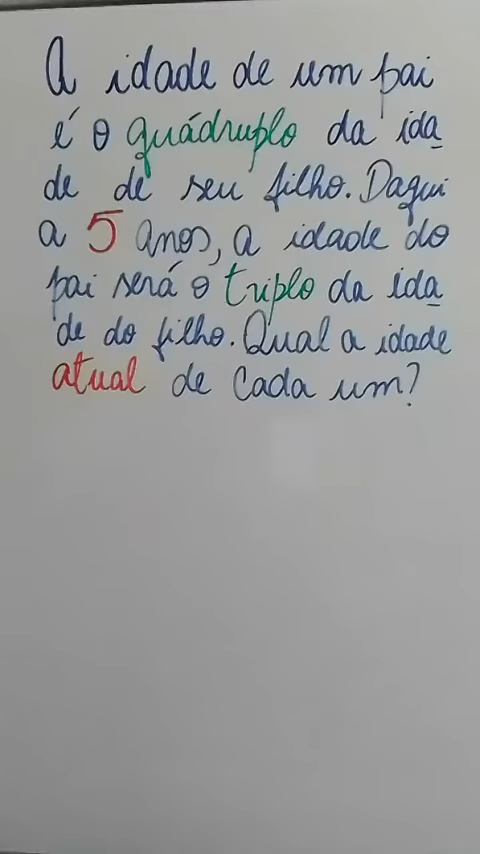 A idade de um pai
é o quádruplo da ida
de de seu filho. Daqui
a 5 anos, a idade do
pai será o triplo da ida
de do filho. Qual a idade
atual de cada um?